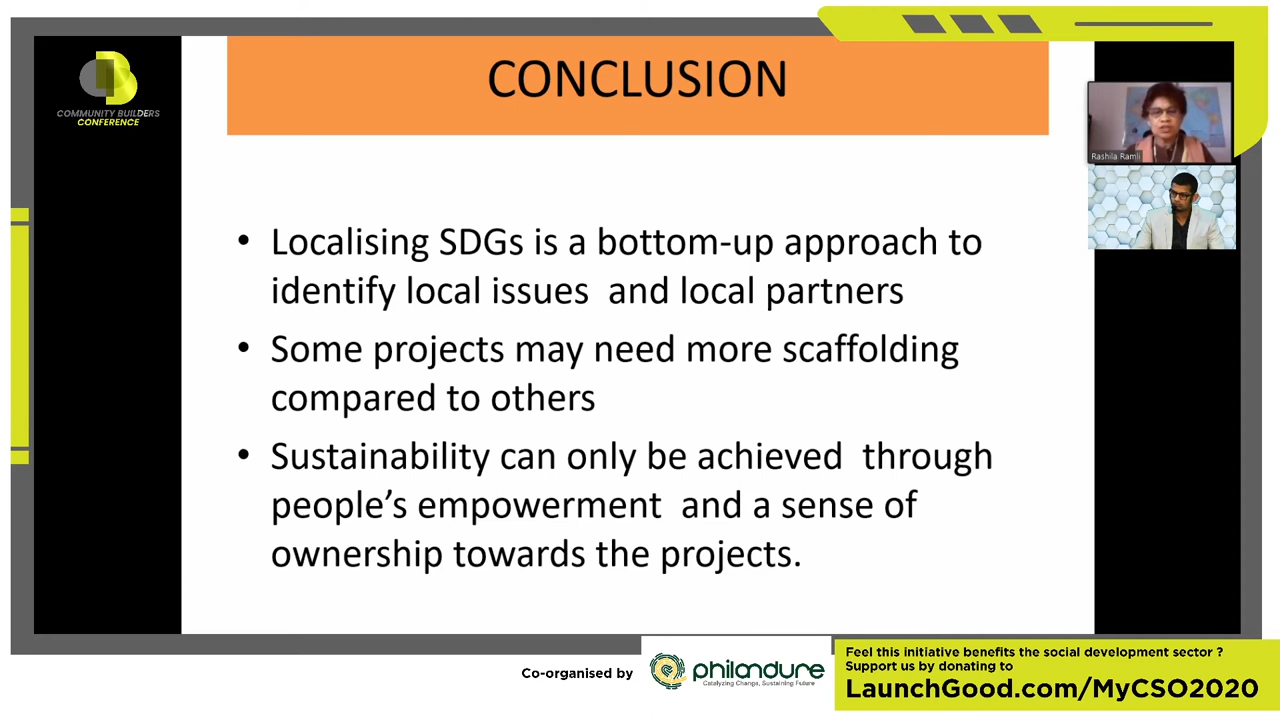 CONCLUSION
COMMUNITY BUILDERS
CONFERENCE
Rashila Ramli
• Localising SDGs is a bottom-up approach to
identify local issues  and local partners
• Some projects may need more scaffolding
compared to others
• Sustainability can only be achieved  through
people’s empowerment  and a sense of
ownership towards the projects.
Co-organised by
philandure
Catalyzing Change, Sustaining Future
Feel this initiative benefits the social development sector ?
Support us by donating to
LaunchGood.com/MyCSO2020